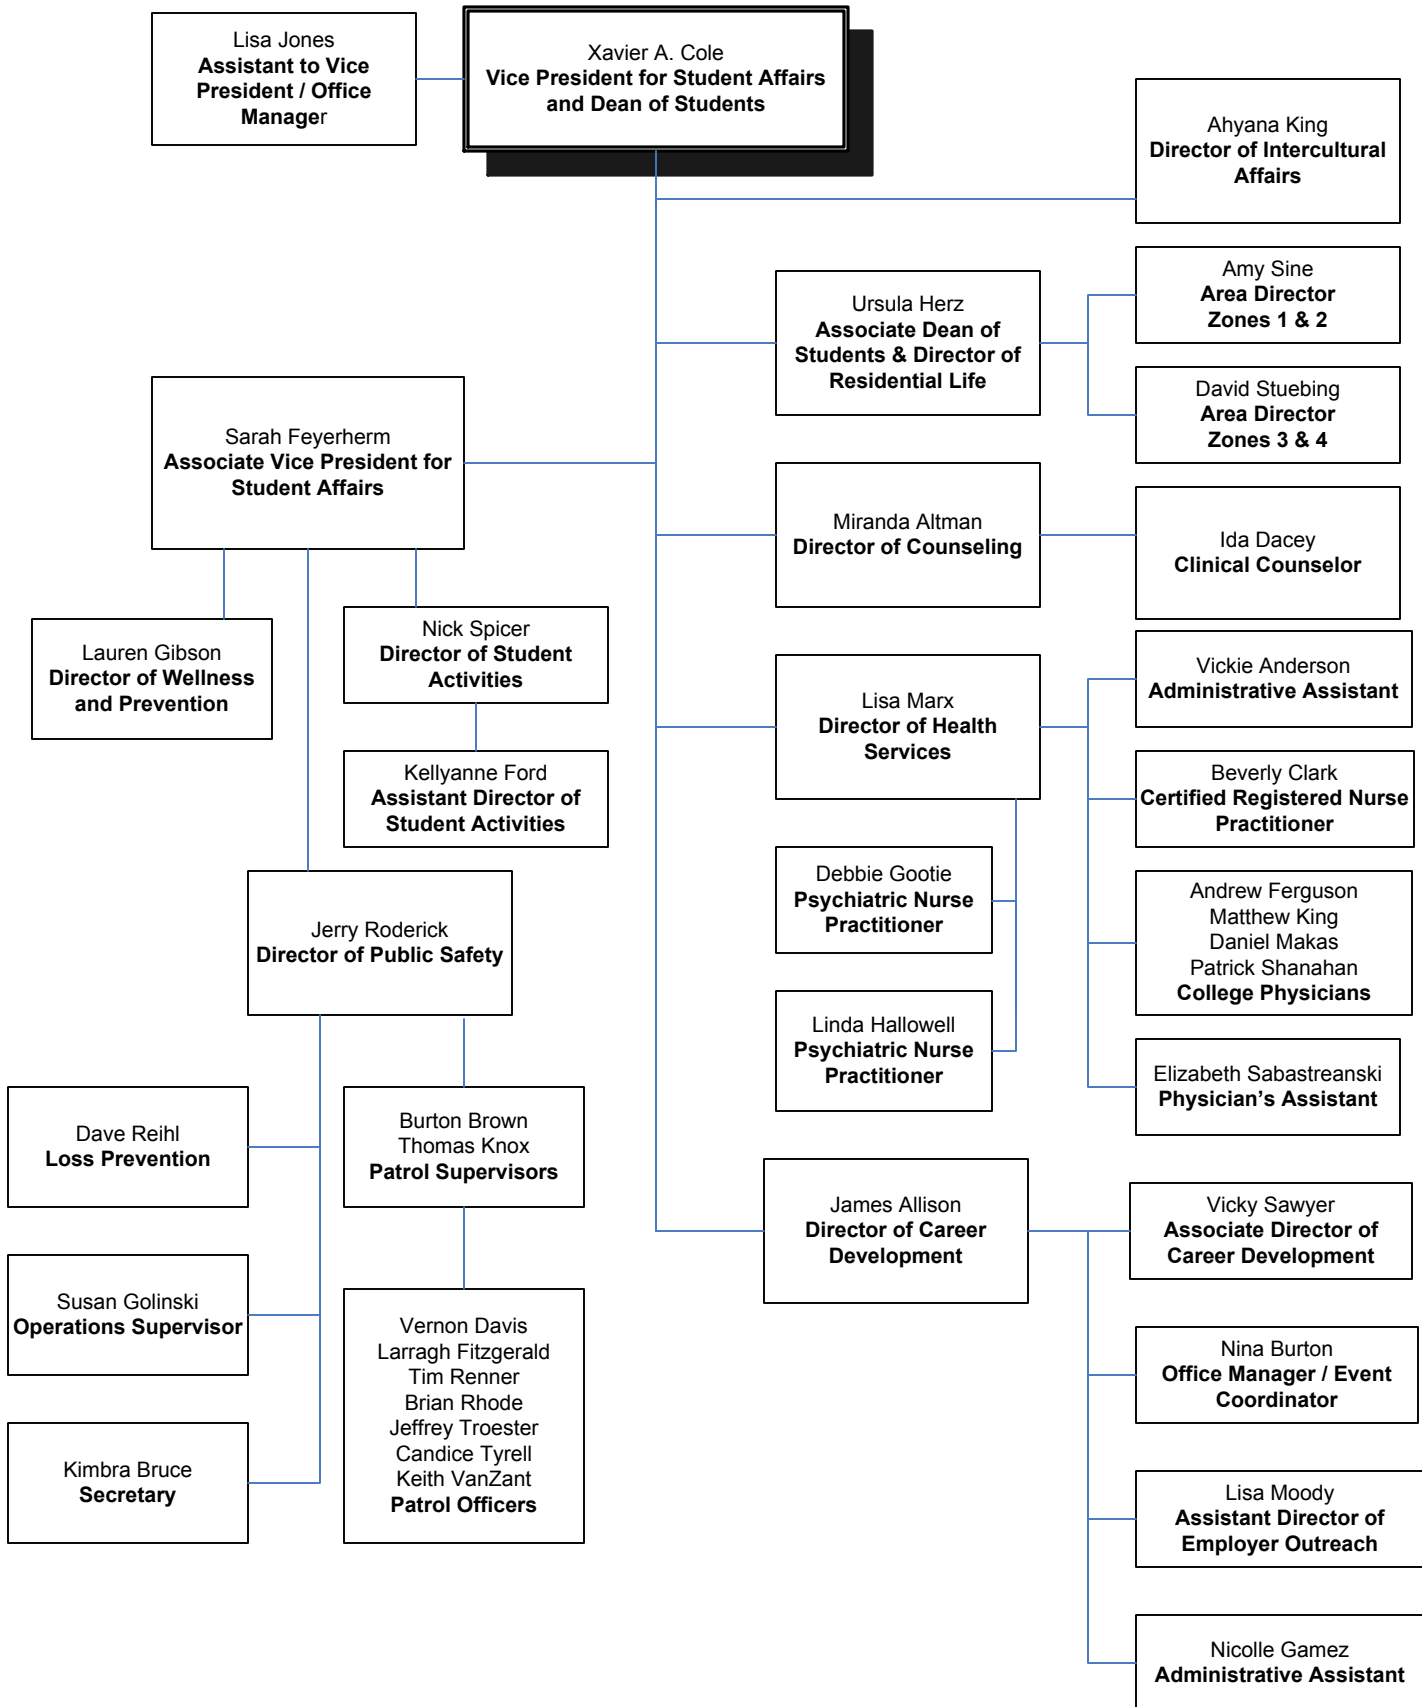 Lisa Jones
Assistant to Vice
President / Office
Manager
Xavier A. Cole
Vice President for Student Affairs
and Dean of Students
Ahyana King
Director of Intercultural
Affairs
Ursula Herz
Associate Dean of
Students & Director of
Residential Life
Amy Sine
Area Director
Zones 1 & 2
David Stuebing
Area Director
Zones 3 & 4
Sarah Feyerherm
Associate Vice President for
Student Affairs
Miranda Altman
Director of Counseling
Ida Dacey
Clinical Counselor
Lauren Gibson
Director of Wellness
and Prevention
Nick Spicer
Director of Student
Activities
Kellyanne Ford
Assistant Director of
Student Activities
Lisa Marx
Director of Health
Services
Vickie Anderson
Administrative Assistant
Beverly Clark
Certified Registered Nurse
Practitioner
Debbie Gootie
Psychiatric Nurse
Practitioner
Andrew Ferguson
Matthew King
Daniel Makas
Patrick Shanahan
College Physicians
Linda Hallowell
Psychiatric Nurse
Practitioner
Elizabeth Sabastreanski
Physician’s Assistant
Jerry Roderick
Director of Public Safety
Dave Reihl
Loss Prevention
Burton Brown
Thomas Knox
Patrol Supervisors
Susan Golinski
Operations Supervisor
Vernon Davis
Larragh Fitzgerald
Tim Renner
Brian Rhode
Jeffrey Troester
Candice Tyrell
Keith VanZant
Patrol Officers
Kimbra Bruce
Secretary
James Allison
Director of Career
Development
Vicky Sawyer
Associate Director of
Career Development
Nina Burton
Office Manager / Event
Coordinator
Lisa Moody
Assistant Director of
Employer Outreach
Nicolle Gamez
Administrative Assistant